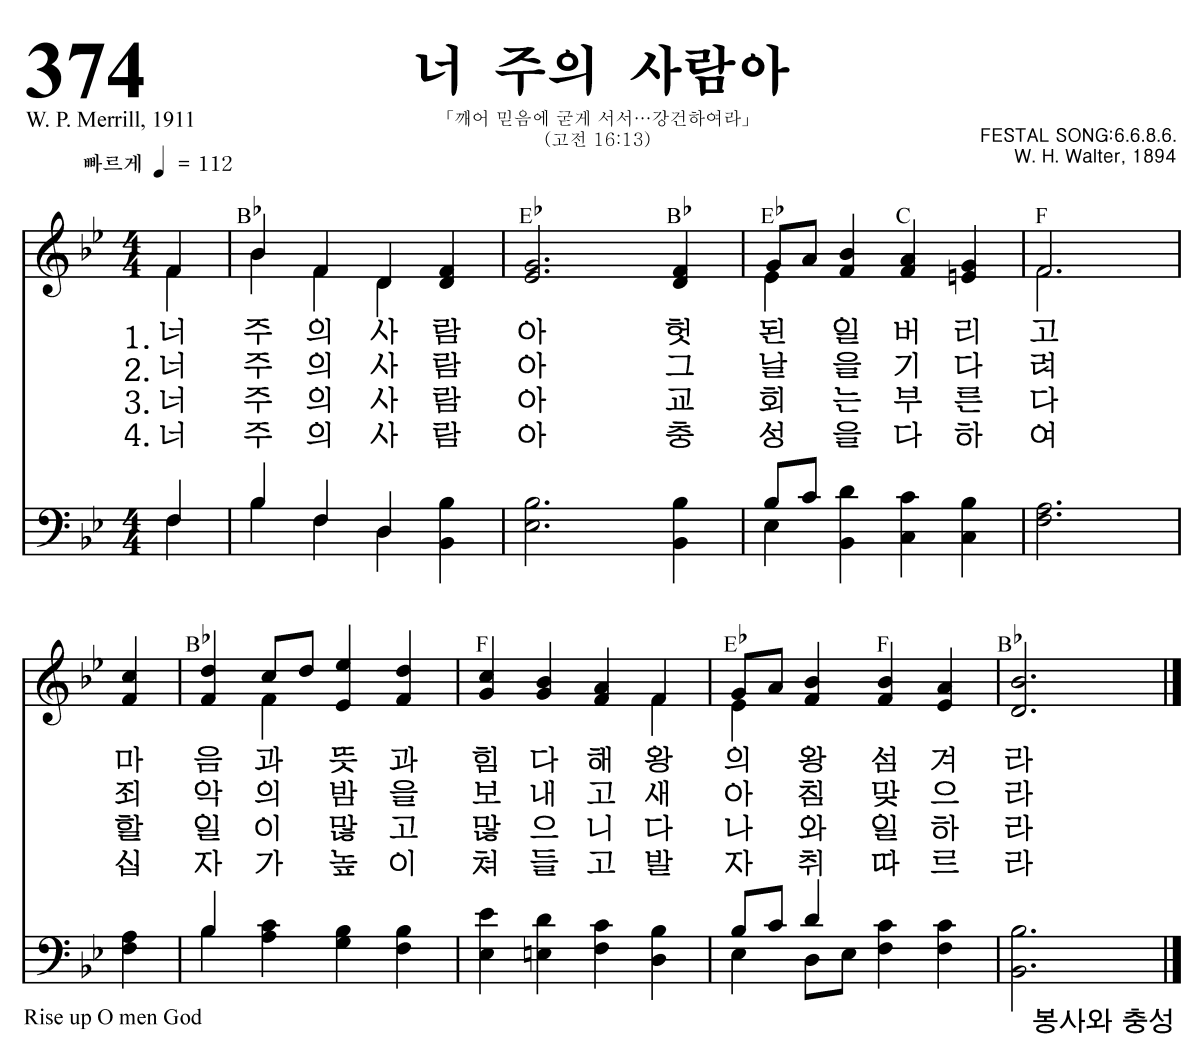 374
너 주의 사람아
W. P. Merrill, 1911
「깨어 믿음에 굳게 서서…강건하여라」
(고전 16:13)
FESTAL SONG:6.6.8.6.
W. H. Walter, 1894
빠르게 ♩ = 112
B♭ E♭ B♭ E♭ C F
1. 너 주 의 사 람 아 헛 된 일 버 리 고
2. 너 주 의 사 람 아 그 날 을 기 다 려
3. 너 주 의 사 람 아 교 회 는 부 른 다
4. 너 주 의 사 람 아 충 성 을 다 하 여
B♭ F E♭ F B♭
마 음 과 뜻 과 힘 다 해 왕 의 왕 섬 겨 라
죄 악 의 밤 을 보 내 고 새 아 침 맞 으 라
할 일 이 많 고 많 으 니 다 나 와 일 하 라
십 자 가 높 이 쳐 들 고 발 자 취 따 르 라
Rise up O men God
봉사와 충성